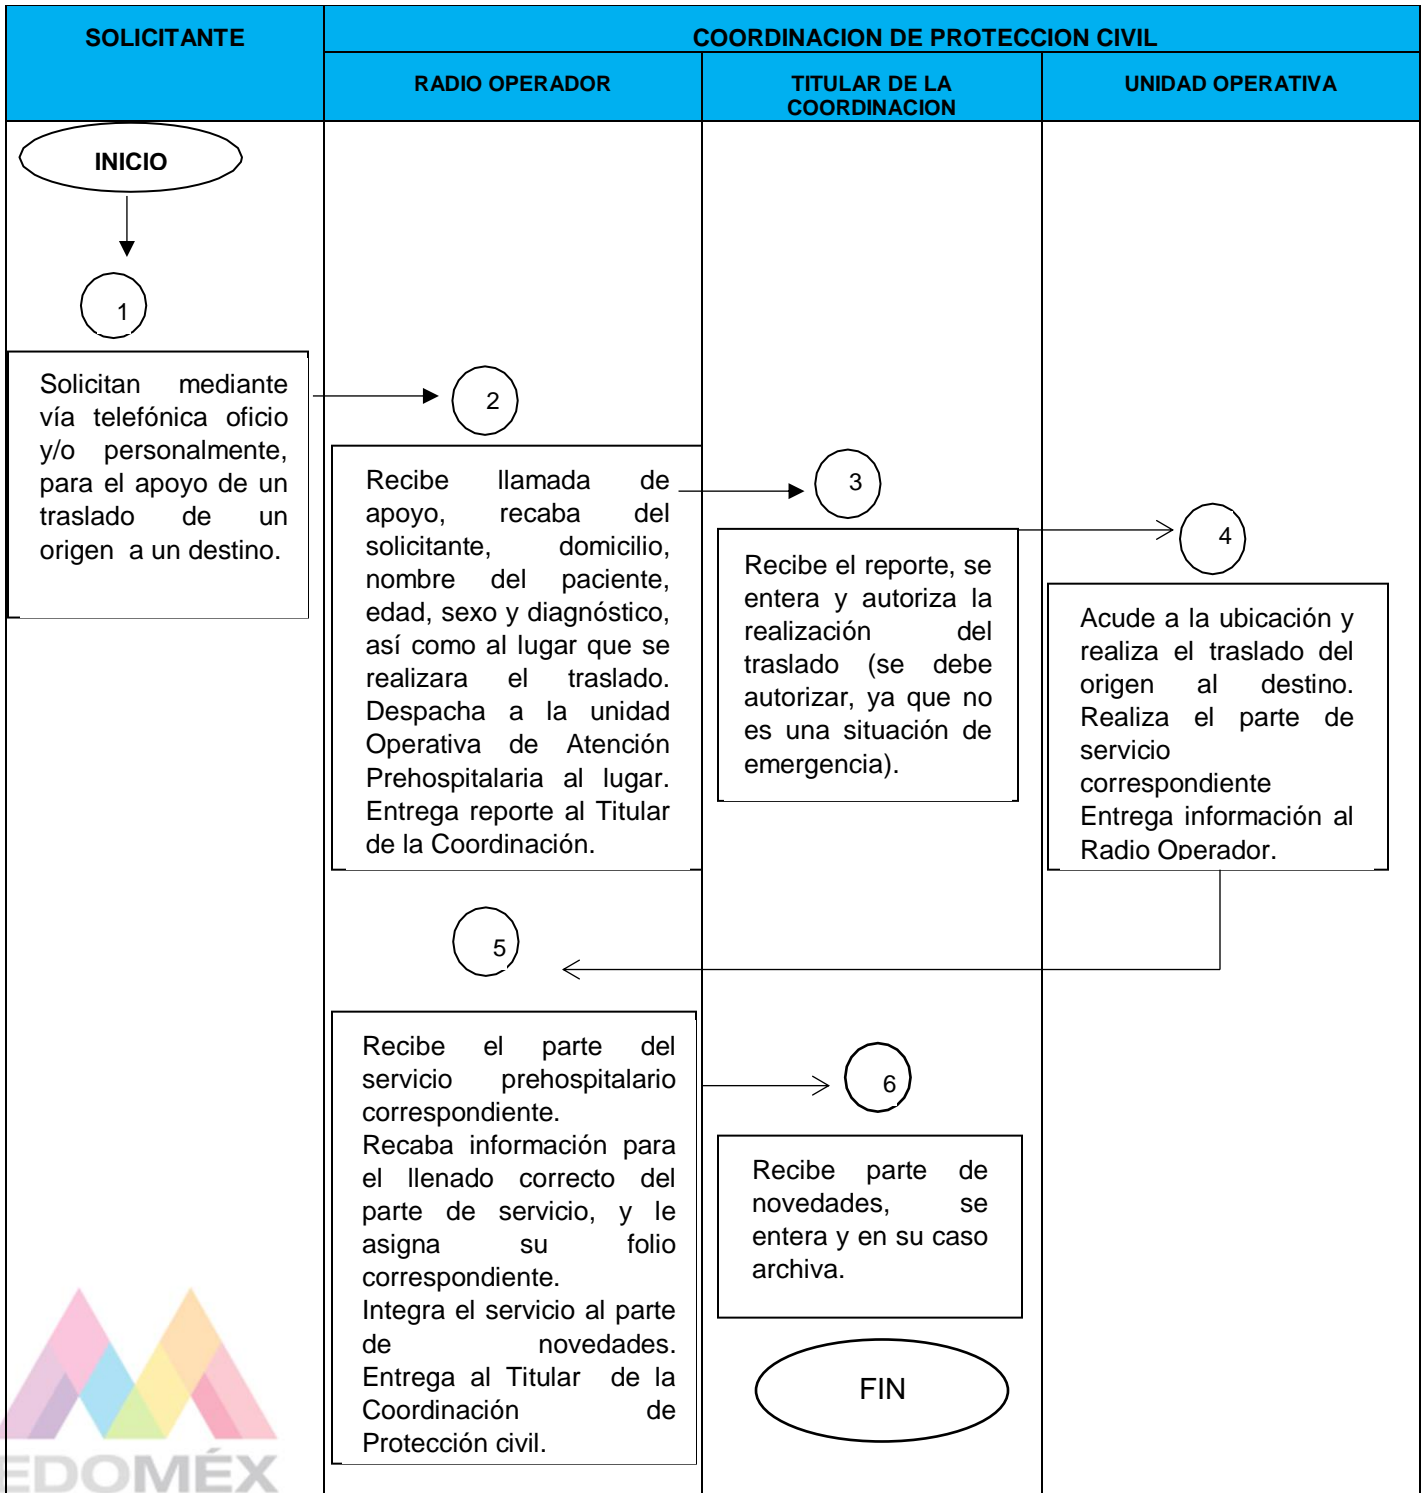 SOLICITANTE
COORDINACION DE PROTECCION CIVIL
RADIO OPERADOR
TITULAR DE LA
COORDINACION
UNIDAD OPERATIVA
INICIO
1
Solicitan mediante
vía telefónica oficio
y/o personalmente,
para el apoyo de un
traslado de un
origen a un destino.
2
Recibe llamada de
apoyo, recaba del
solicitante, domicilio,
nombre del paciente,
edad, sexo y diagnóstico,
así como al lugar que se
realizara el traslado.
Despacha a la unidad
Operativa de Atención
Prehospitalaria al lugar.
Entrega reporte al Titular
de la Coordinación.
3
Recibe el reporte, se
entera y autoriza la
realización del
traslado (se debe
autorizar, ya que no
es una situación de
emergencia).
4
Acude a la ubicación y
realiza el traslado del
origen al destino.
Realiza el parte de
servicio
correspondiente
Entrega información al
Radio Operador.
5
Recibe el parte del
servicio prehospitalario
correspondiente.
Recaba información para
el llenado correcto del
parte de servicio, y le
asigna su folio
correspondiente.
Integra el servicio al parte
de novedades.
Entrega al Titular de la
Coordinación de
Protección civil.
6
Recibe parte de
novedades, se
entera y en su caso
archiva.
FIN
EDOMÉX